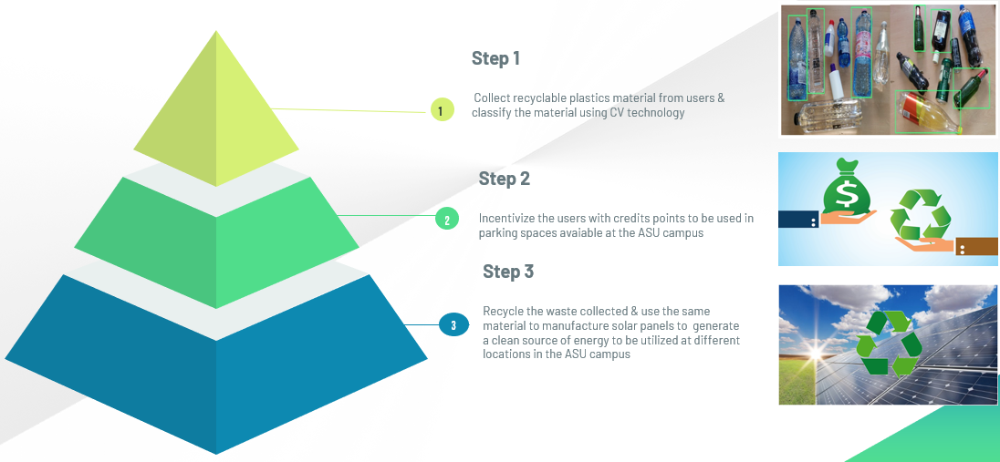 Step 1
Collect recyclable plastics material from users &
classify the material using CV technology
1
Step 2
Incentivize the users with credits points to be used in
parking spaces avaiable at the ASU campus
2
Step 3
Recycle the waste collected & use the same
material to manufacture solar panels to generate
a clean source of energy to be utilized at different
locations in the ASU campus
3
$